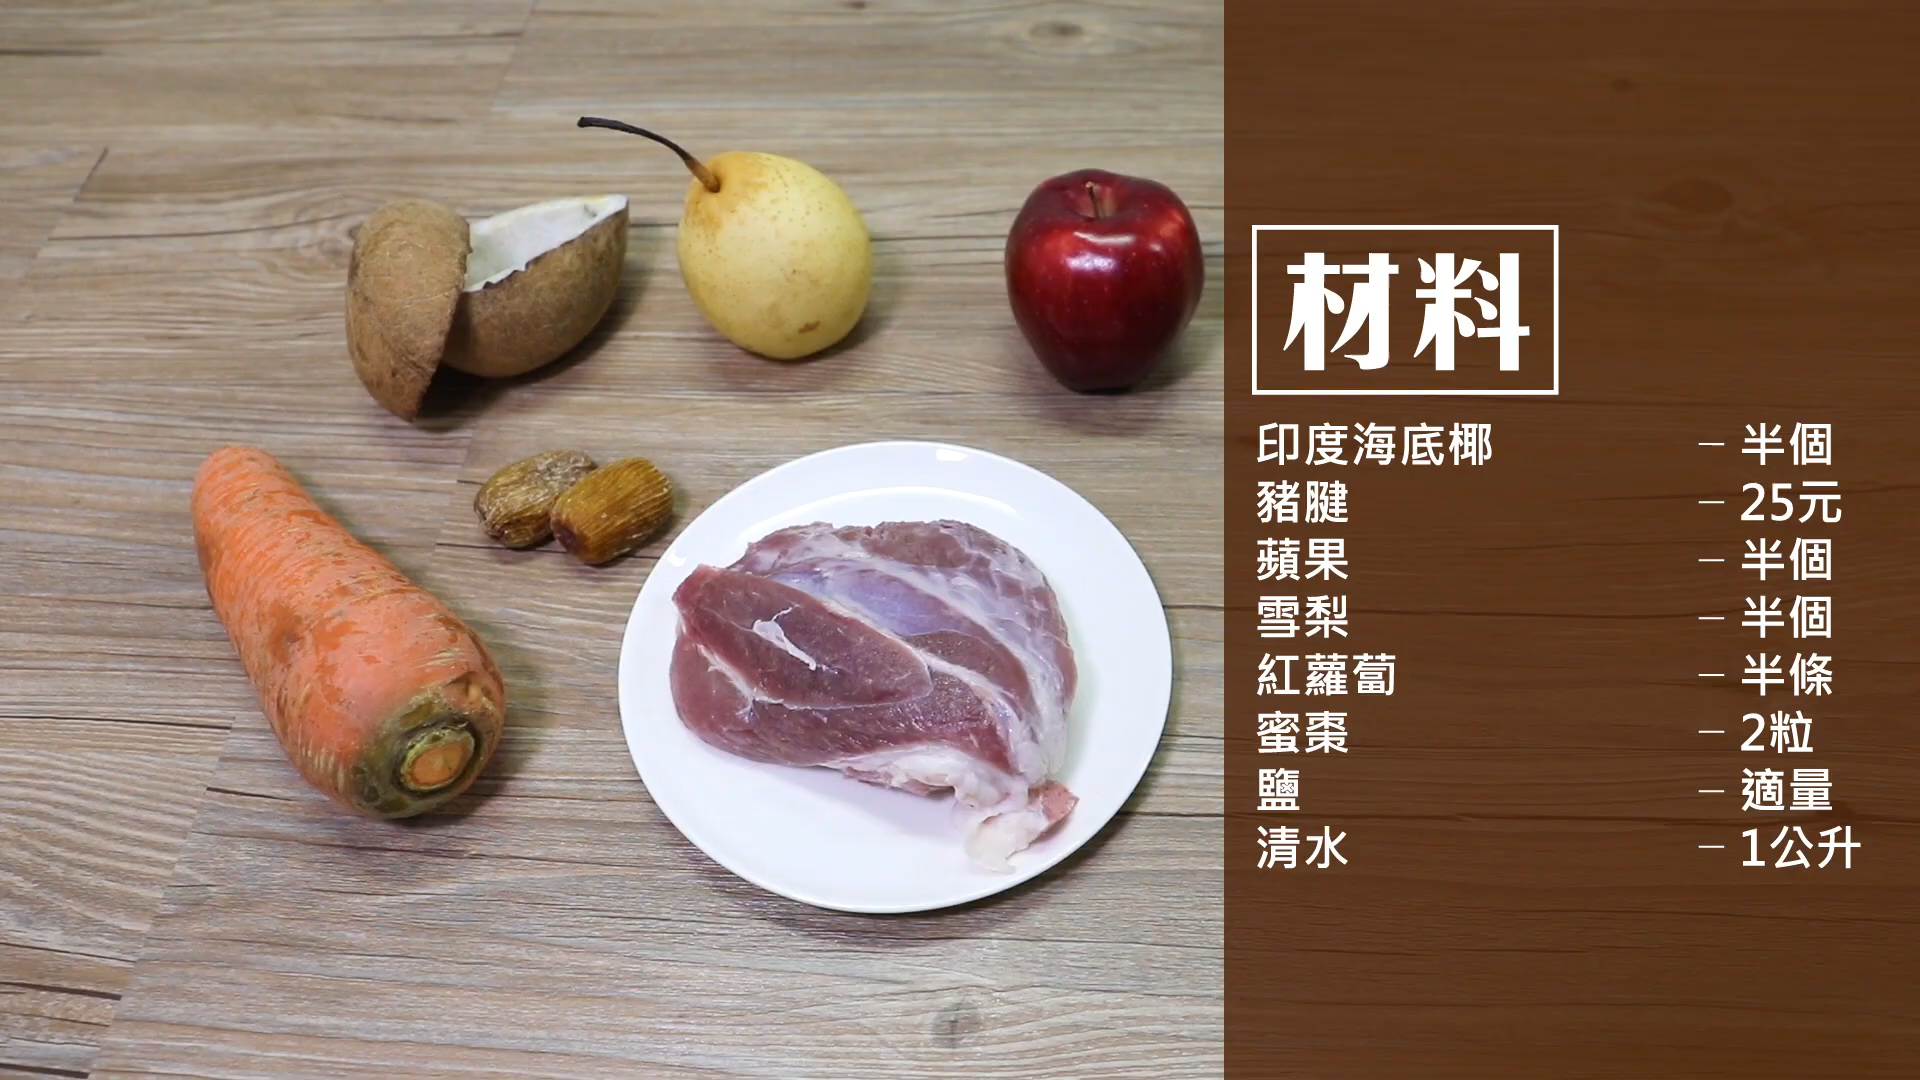 材料
印度海底椰 – 半個
豬腱 – 25元
蘋果 – 半個
雪梨 – 半個
紅蘿蔔 – 半條
蜜棗 – 2粒
鹽 – 適量
清水 – 1公升